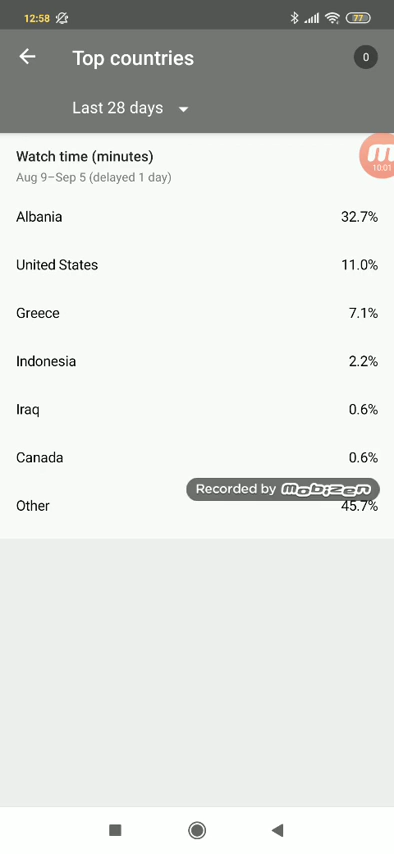 12:58
77
Top countries
0
Last 28 days
Watch time (minutes)
Aug 9–Sep 5 (delayed 1 day)
10:01
Albania 32.7%
United States 11.0%
Greece 7.1%
Indonesia 2.2%
Iraq 0.6%
Canada 0.6%
Recorded by mobizen
Other 45.7%